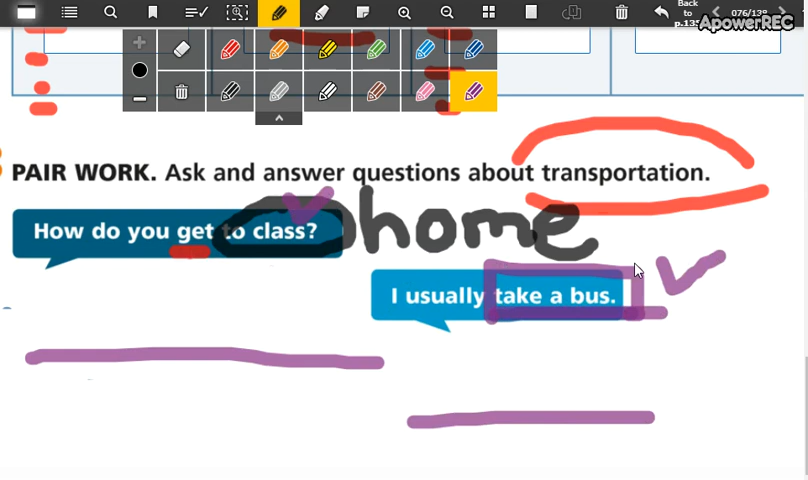 Back
to
p.135
076/138
ApowerREC
PAIR WORK. Ask and answer questions about transportation.
How do you get to class?
home
I usually take a bus.